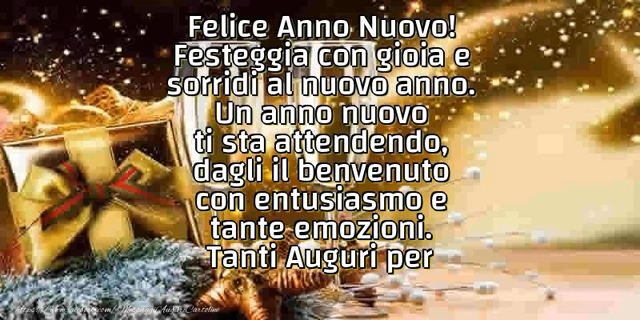 Felice Anno Nuovo!
Festeggia con gioia e
sorridi al nuovo anno.
Un anno nuovo
ti sta attendendo,
dagli il benvenuto
con entusiasmo e
tante emozioni.
Tanti Auguri per